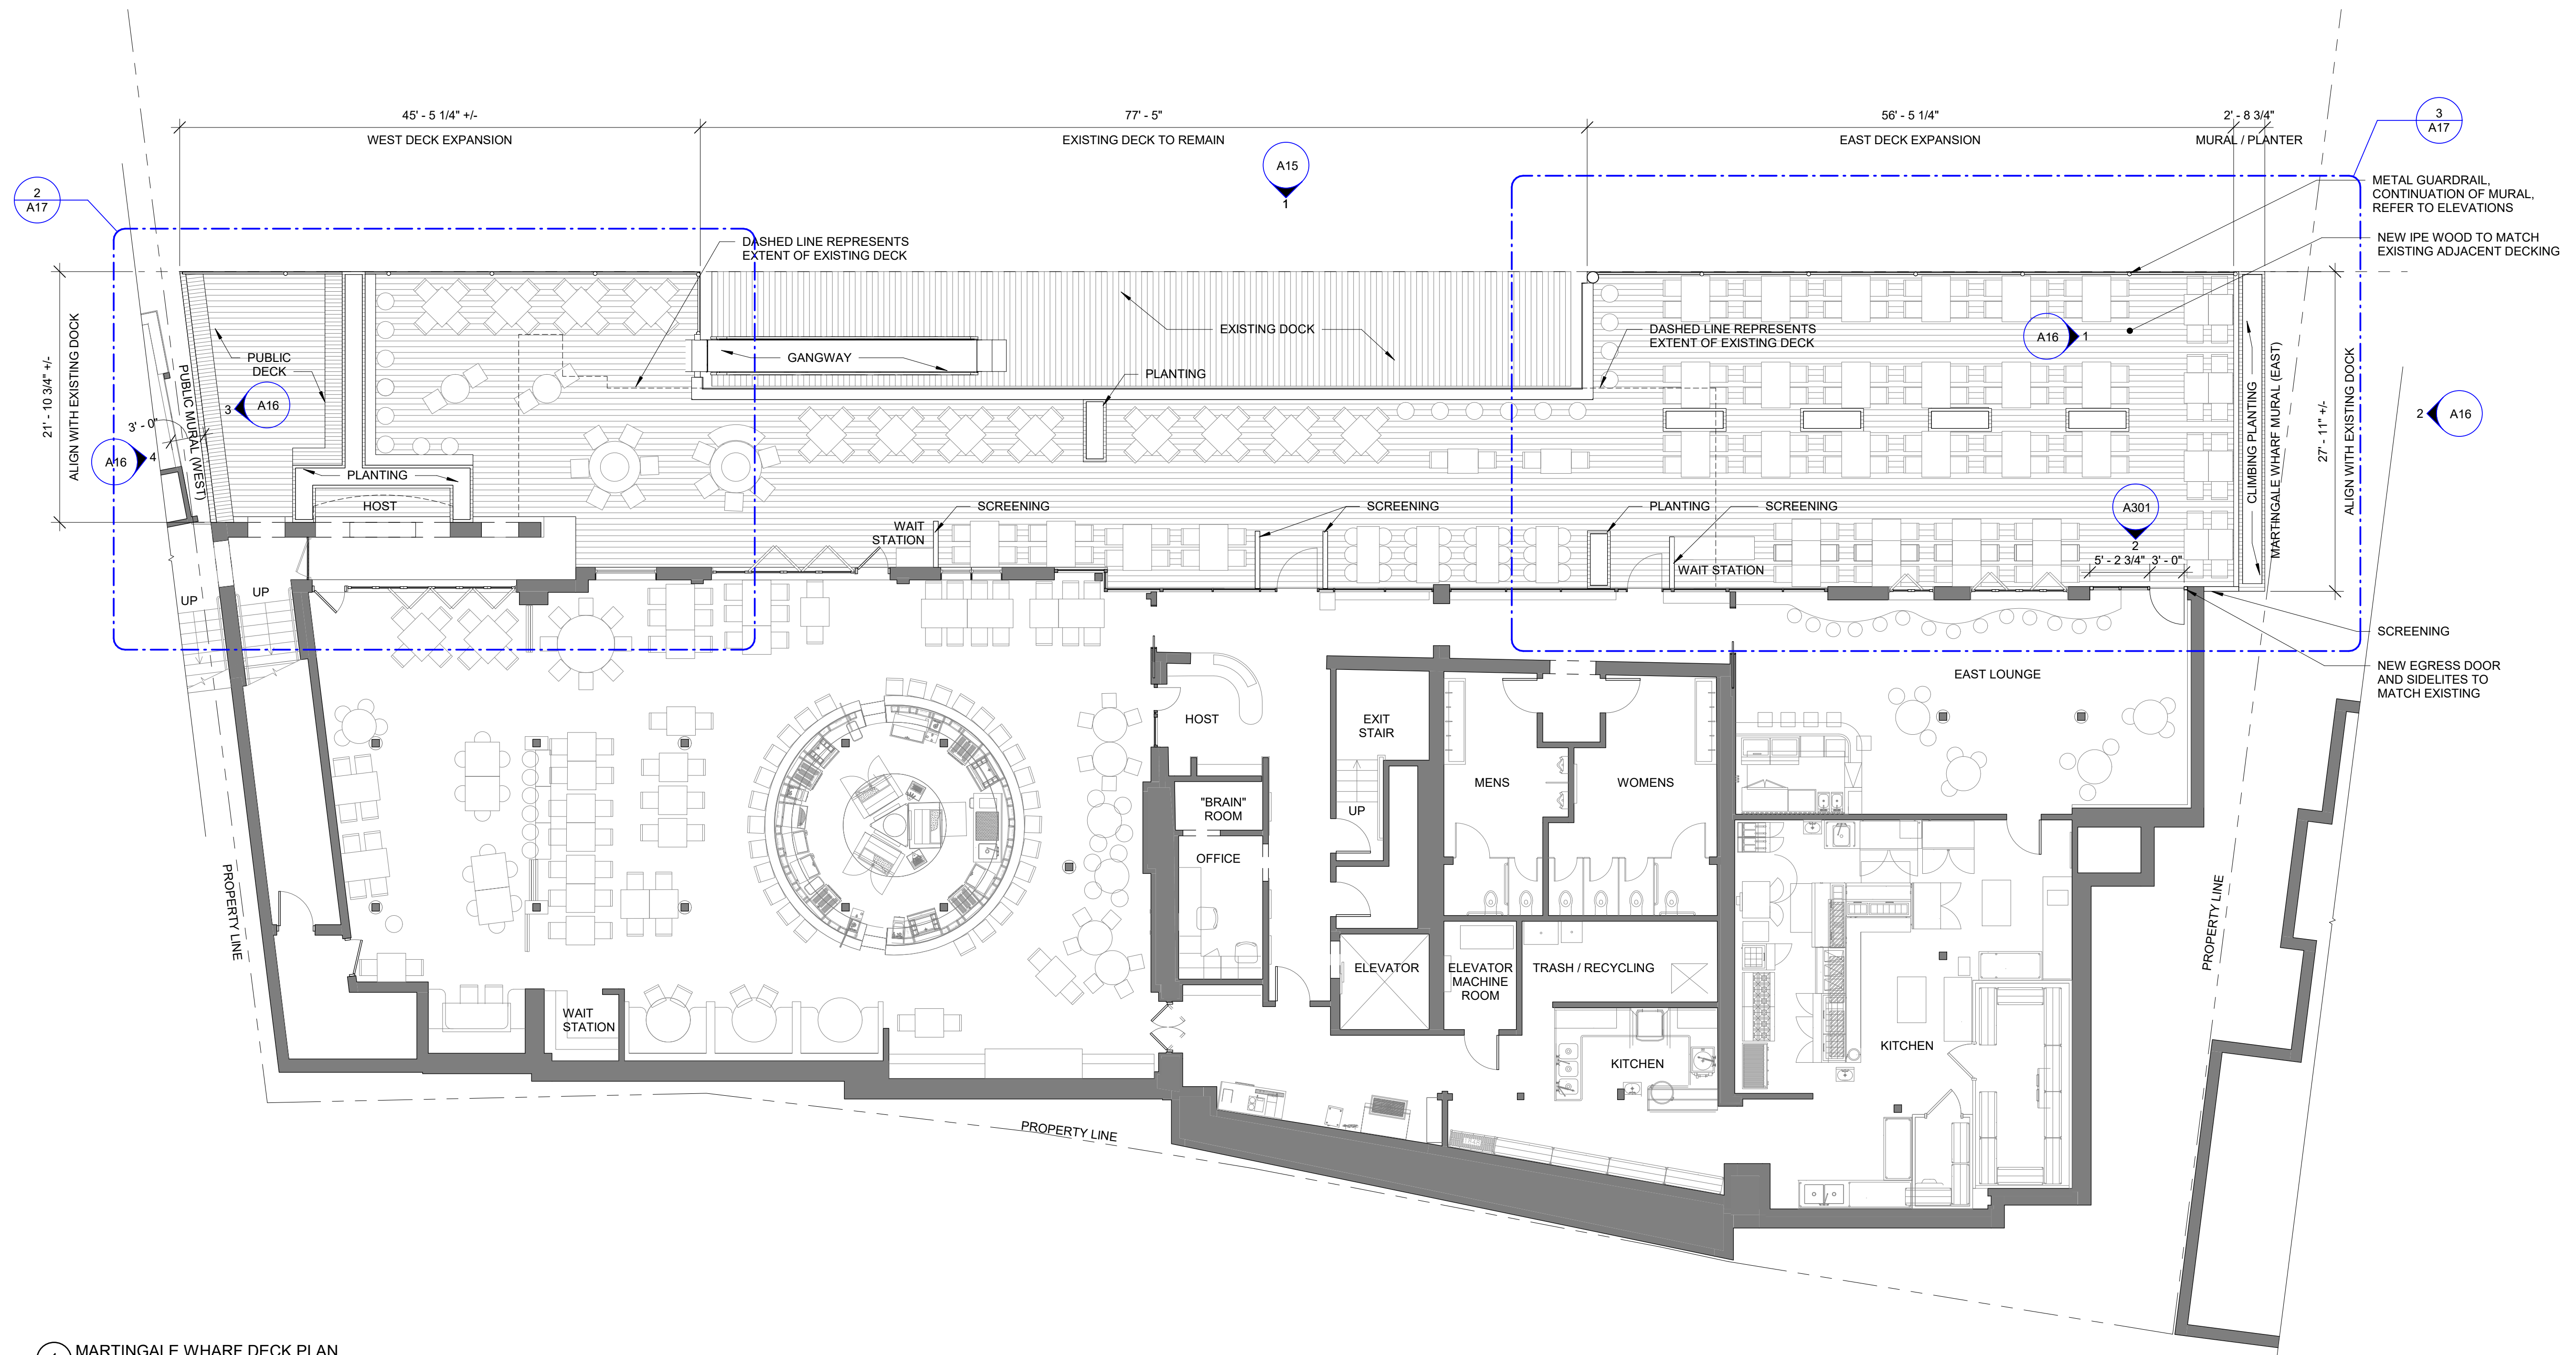 45' - 5 1/4" +/-
WEST DECK EXPANSION
77' - 5"
EXISTING DECK TO REMAIN
56' - 5 1/4"
EAST DECK EXPANSION
2' - 8 3/4"
MURAL / PLANTER
3
A17
A15
1
2
A17
METAL GUARDRAIL,
CONTINUATION OF MURAL,
REFER TO ELEVATIONS
NEW IPE WOOD TO MATCH
EXISTING ADJACENT DECKING
DASHED LINE REPRESENTS
EXTENT OF EXISTING DECK
21' - 10 3/4" +/-
ALIGN WITH EXISTING DOCK
PUBLIC
DECK
PUBLIC MURAL (WEST)
3
A16
3' - 0"
A16
4
GANGWAY
EXISTING DOCK
PLANTING
DASHED LINE REPRESENTS
EXTENT OF EXISTING DECK
A16
1
CLIMBING PLANTING
MARTINGALE WHARF MURAL (EAST)
27' - 11" +/-
ALIGN WITH EXISTING DOCK
2
A16
PLANTING
HOST
WAIT
STATION
SCREENING
SCREENING
PLANTING
SCREENING
WAIT STATION
A301
2
5' - 2 3/4"
3' - 0"
UP
UP
SCREENING
NEW EGRESS DOOR
AND SIDELITES TO
MATCH EXISTING
EAST LOUNGE
HOST
EXIT
STAIR
MENS
WOMENS
"BRAIN"
ROOM
UP
OFFICE
PROPERTY LINE
PROPERTY LINE
ELEVATOR
ELEVATOR
MACHINE
ROOM
TRASH / RECYCLING
WAIT
STATION
KITCHEN
KITCHEN
PROPERTY LINE
MARTINGALE WHARF DECK PLAN